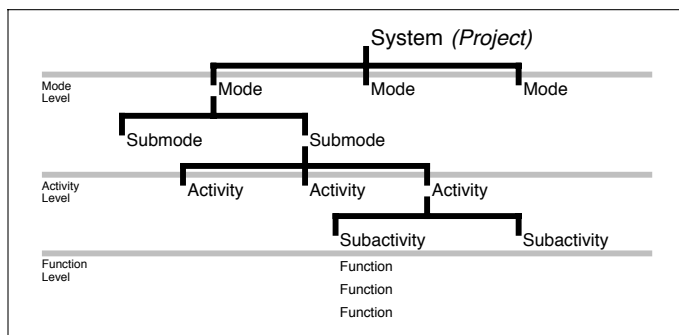 System (Project)
Mode Level
Mode Mode Mode
Submode Submode
Activity Level
Activity Activity Activity
Subactivity Subactivity
Function Level
Function
Function
Function